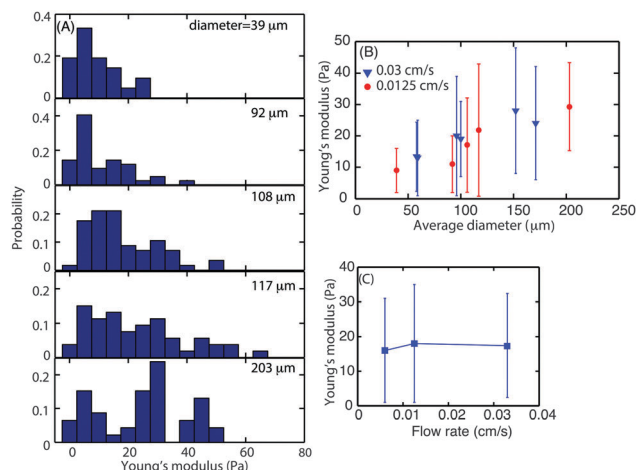 (A)
diameter=39 μm
0.4
0.2
0
92 μm
0.4
0.2
0
108 μm
0.2
0.1
0
117 μm
0.2
0.1
0
203 μm
0.2
0.1
0
0 20 40 60 80
Young's modulus (Pa)
Probability
(B)
0.03 cm/s
0.0125 cm/s
50
40
30
20
10
0
0 50 100 150 200 250
Average diameter (μm)
Young's modulus (Pa)
(C)
40
30
20
10
0
0 0.01 0.02 0.03 0.04
Flow rate (cm/s)
Young's modulus (Pa)